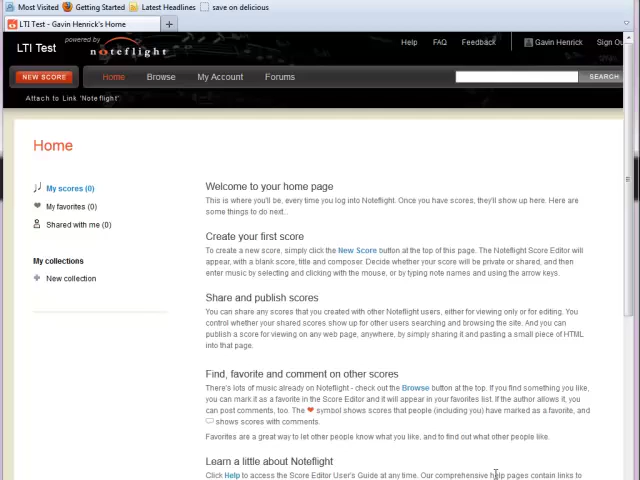 Most Visited Getting Started Latest Headlines save on delicious
LTI Test - Gavin Henrick's Home
LTI Test powered by noteflight Help FAQ Feedback Gavin Henrick Sign Ou
NEW SCORE Home Browse My Account Forums SEARCH
Attach to Link 'Noteflight'
Home
My scores (0)
My favorites (0)
Shared with me (0)
My collections
New collection
Welcome to your home page
This is where you'll be, every time you log into Noteflight. Once you have scores, they'll show up here. Here are
some things to do next...
Create your first score
To create a new score, simply click the New Score button at the top of this page. The Noteflight Score Editor will
appear, with a blank score, title and composer. Decide whether your score will be private or shared, and then
enter music by selecting and clicking with the mouse, or by typing note names and using the arrow keys.
Share and publish scores
You can share any scores that you created with other Noteflight users, either for viewing only or for editing. You
control whether your shared scores show up for other users searching and browsing the site. And you can
publish a score for viewing on any web page, anywhere, by simply sharing it and pasting a small piece of HTML
into that page.
Find, favorite and comment on other scores
There's lots of music already on Noteflight - check out the Browse button at the top. If you find something you like,
you can mark it as a favorite in the Score Editor and it will appear in your favorites list. If the author allows it, you
can post comments, too. The ❤ symbol shows scores that people (including you) have marked as a favorite, and
shows scores with comments.
Favorites are a great way to let other people know what you like, and to find out what other people like.
Learn a little about Noteflight
Click Help to access the Score Editor User's Guide at any time. Our comprehensive help pages contain links to